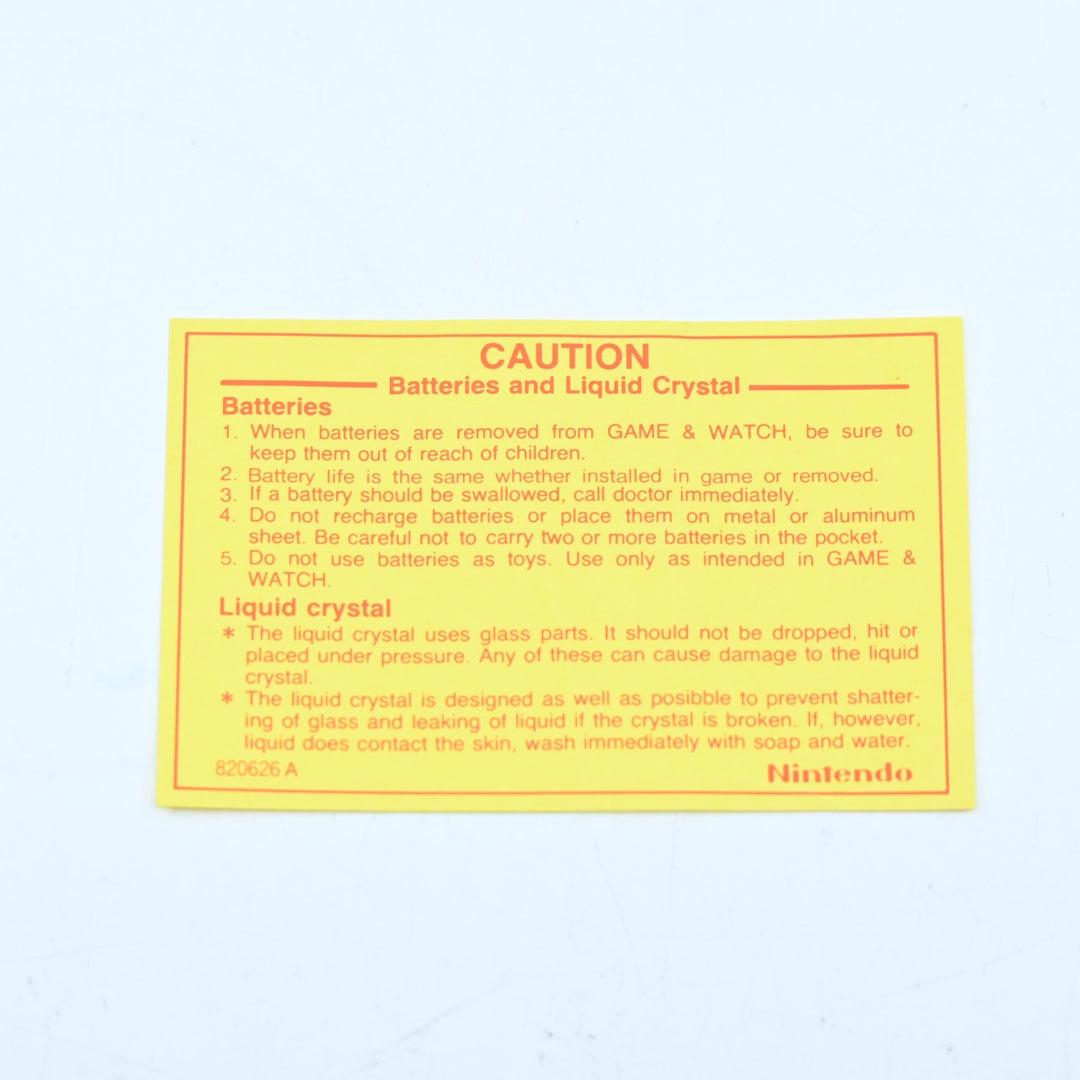 CAUTION
Batteries and Liquid Crystal
Batteries
1. When batteries are removed from GAME & WATCH, be sure to
keep them out of reach of children.
2. Battery life is the same whether installed in game or removed.
3. If a battery should be swallowed, call doctor immediately.
4. Do not recharge batteries or place them on metal or aluminum
sheet. Be careful not to carry two or more batteries in the pocket.
5. Do not use batteries as toys. Use only as intended in GAME &
WATCH.
Liquid crystal
* The liquid crystal uses glass parts. It should not be dropped, hit or
placed under pressure. Any of these can cause damage to the liquid
crystal.
* The liquid crystal is designed as well as posibble to prevent shatter-
ing of glass and leaking of liquid if the crystal is broken. If, however,
liquid does contact the skin, wash immediately with soap and water.
820626 A Nintendo